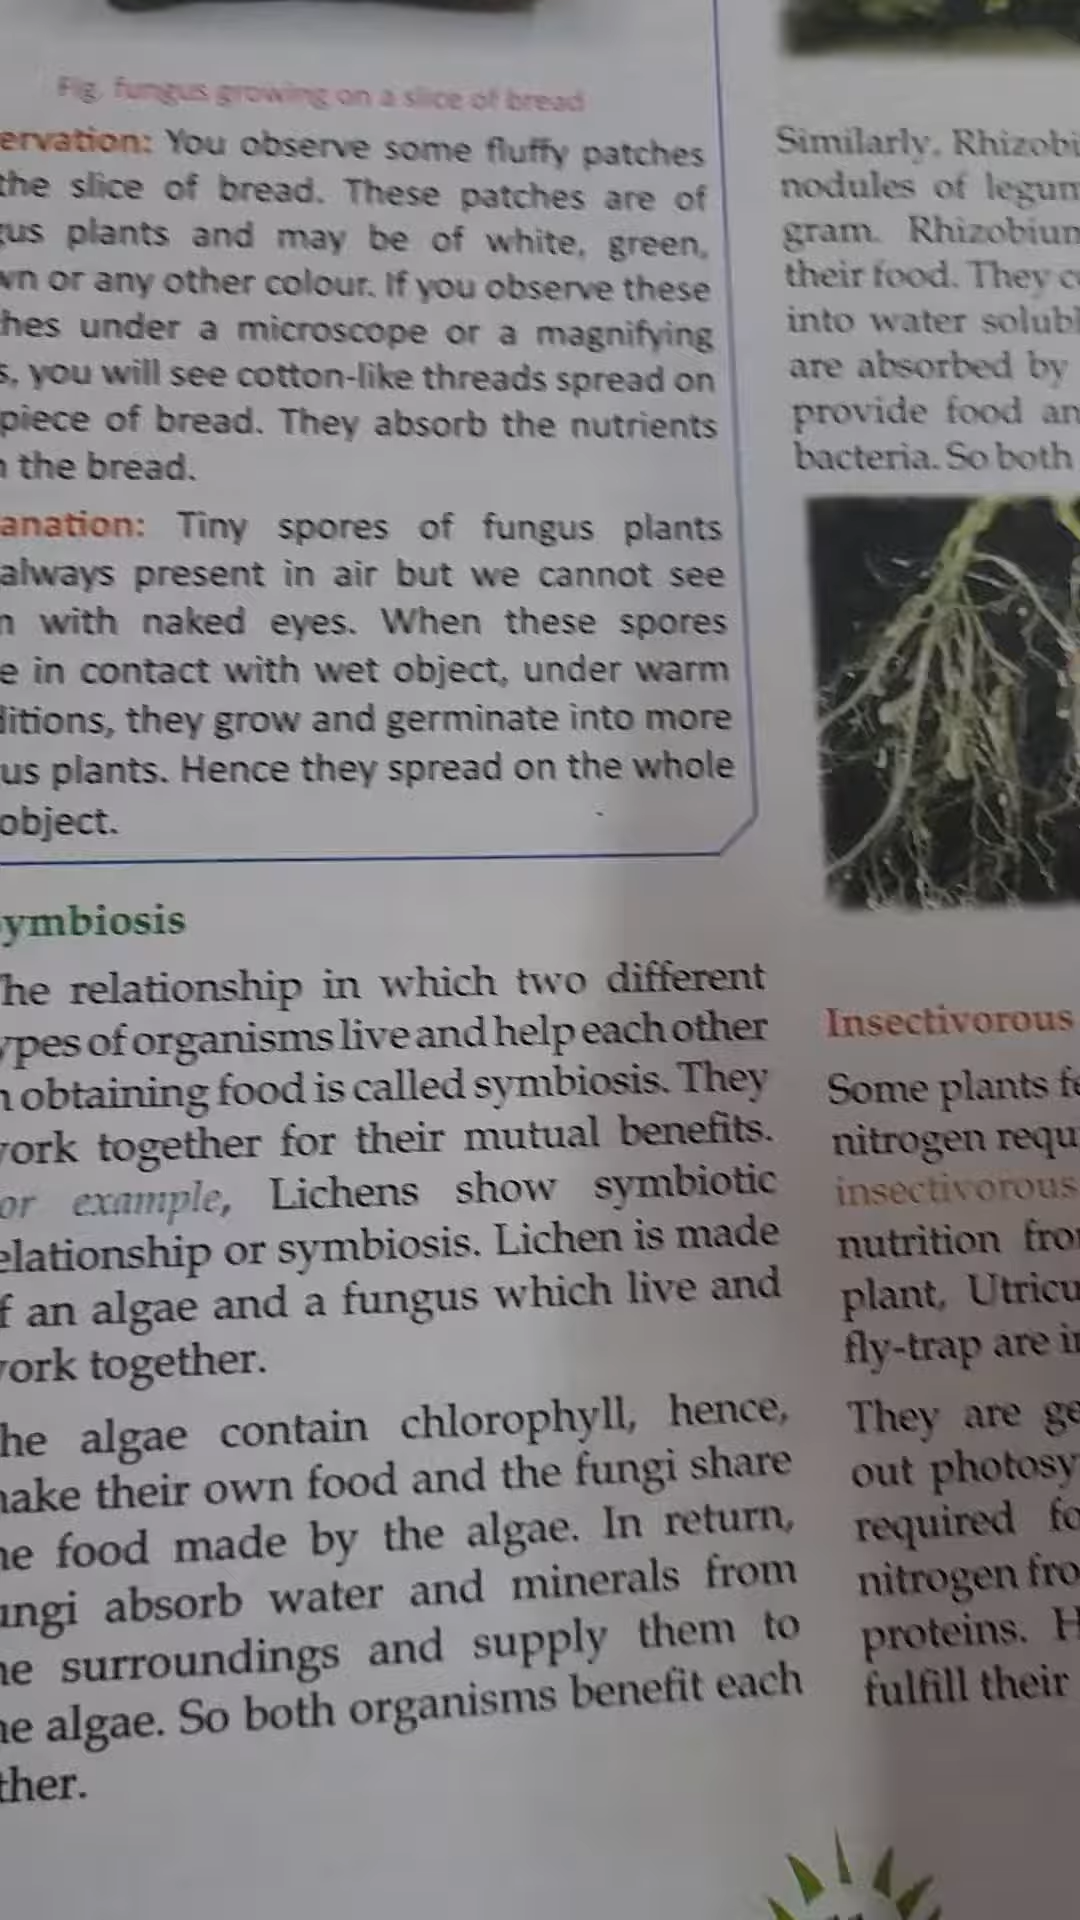 Fig. fungus growing on a slice of bread
ervation: You observe some fluffy patches
the slice of bread. These patches are of
gus plants and may be of white, green,
wn or any other colour. If you observe these
hes under a microscope or a magnifying
s, you will see cotton-like threads spread on
piece of bread. They absorb the nutrients
the bread.
anation: Tiny spores of fungus plants
always present in air but we cannot see
with naked eyes. When these spores
e in contact with wet object, under warm
ditions, they grow and germinate into more
us plants. Hence they spread on the whole
object.
ymbiosis
The relationship in which two different
ypes of organisms live and help each other
n obtaining food is called symbiosis. They
work together for their mutual benefits.
or example, Lichens show symbiotic
elationship or symbiosis. Lichen is made
f an algae and a fungus which live and
work together.
he algae contain chlorophyll, hence,
make their own food and the fungi share
he food made by the algae. In return,
ungi absorb water and minerals from
he surroundings and supply them to
he algae. So both organisms benefit each
ther.
Similarly, Rhizobi
nodules of legum
gram. Rhizobium
their food. They c
into water solubl
are absorbed by
provide food an
bacteria. So both
Insectivorous
Some plants fe
nitrogen requ
insectivorous
nutrition from
plant, Utricu
fly-trap are in
They are ge
out photosy
required fo
nitrogen fro
proteins. H
fulfill their